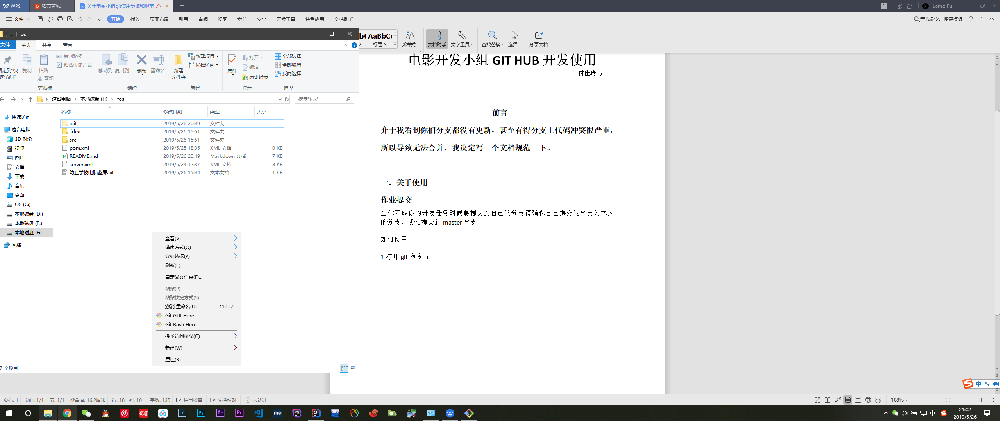 WPS
稻壳商城
关于电影小组git使用步骤和规范
1
Lomo Fu
文件
开始
插入
页面布局
引用
审阅
视图
章节
安全
开发工具
特色应用
文档助手
查找命令、搜索模板
fos
文件
主页
共享
查看
固定到"快速访问"
复制
粘贴
复制路径
粘贴快捷方式
剪切
剪贴板
移动到
复制到
删除
重命名
组织
新建
文件夹
新建项目
轻松访问
新建
属性
打开
编辑
历史记录
打开
全部选择
全部取消
反向选择
选择
AaBbC
2
标题 3
新样式
文档助手
文字工具
查找替换
选择
分享文档
这台电脑
本地磁盘 (F:)
fos
搜索"fos"
快速访问
这台电脑
3D 对象
视频
图片
文档
下载
音乐
桌面
OS (C:)
本地磁盘 (D:)
本地磁盘 (E:)
本地磁盘 (F:)
网络
名称 修改日期 类型 大小
.git 2019/5/26 20:49 文件夹
.idea 2019/5/26 15:51 文件夹
src 2019/5/26 15:51 文件夹
pom.xml 2019/5/25 18:35 XML 文档 10 KB
README.md 2019/5/26 20:49 Markdown 文档 7 KB
server.xml 2019/5/24 12:37 XML 文档 8 KB
防止学校电脑蓝屏.txt 2019/5/26 15:44 文本文档 1 KB
查看(V)
排序方式(O)
分组依据(P)
刷新(E)
自定义文件夹(F)...
粘贴(P)
粘贴快捷方式(S)
撤消 重命名(U) Ctrl+Z
Git GUI Here
Git Bash Here
授予访问权限(G)
新建(W)
属性(R)
7 个项目
电影开发小组 GIT HUB 开发使用
付佳琦写
前言
介于我看到你们分支都没有更新，甚至有得分支上代码冲突很严重，
所以导致无法合并，我决定写一个文档规范一下。
一．关于使用
作业提交
当你完成你的开发任务时候要提交到自己的分支请确保自己提交的分支为本人
的分支，切勿提交到 master 分支
如何使用
1 打开 git 命令行
中
页码: 1 页面: 1/1 节: 1/1 设置值: 16.2厘米 行: 18 列: 10 字数: 135 拼写检查 文档校对 未认证
108%
有道
Lr
Ps
Ae
Pr
me
PS
IJ
DEV
中
21:02
2019/5/26